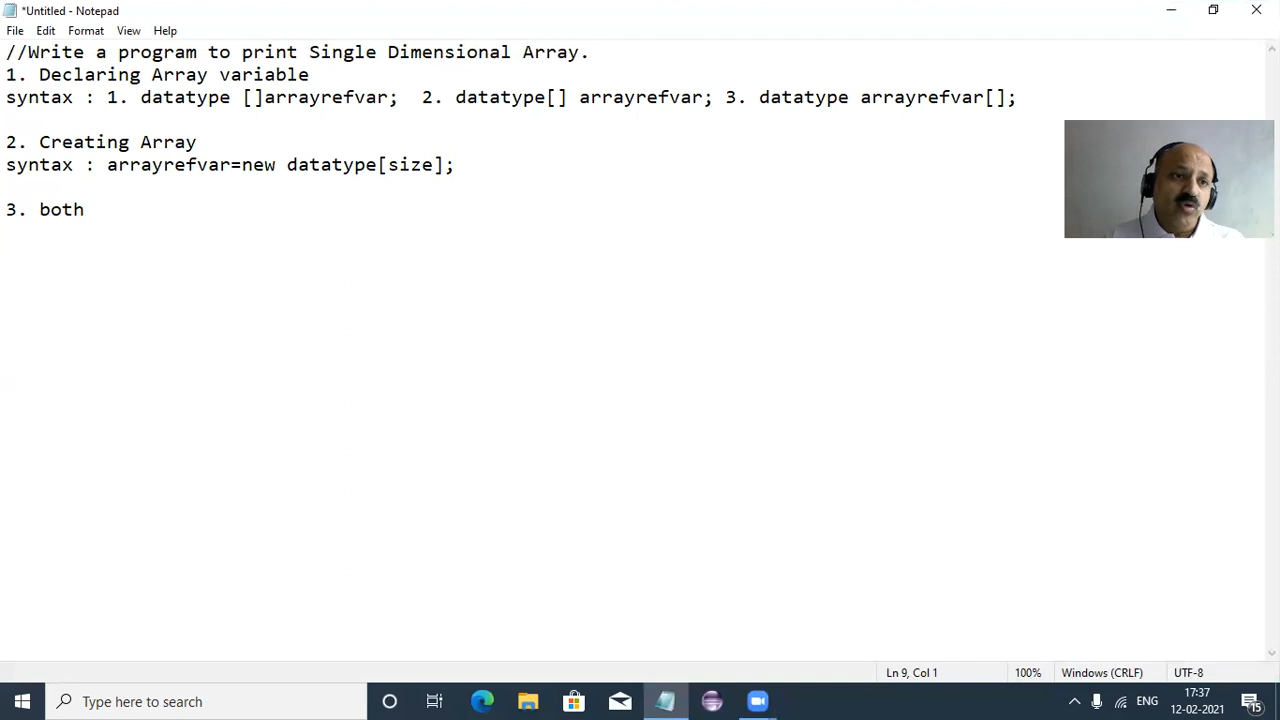 *Untitled - Notepad
File Edit Format View Help
//Write a program to print Single Dimensional Array.
1. Declaring Array variable
syntax : 1. datatype []arrayrefvar;  2. datatype[] arrayrefvar; 3. datatype arrayrefvar[];
2. Creating Array
syntax : arrayrefvar=new datatype[size];
3. both
Ln 9, Col 1 100% Windows (CRLF) UTF-8
Type here to search
ENG
17:37
12-02-2021
15